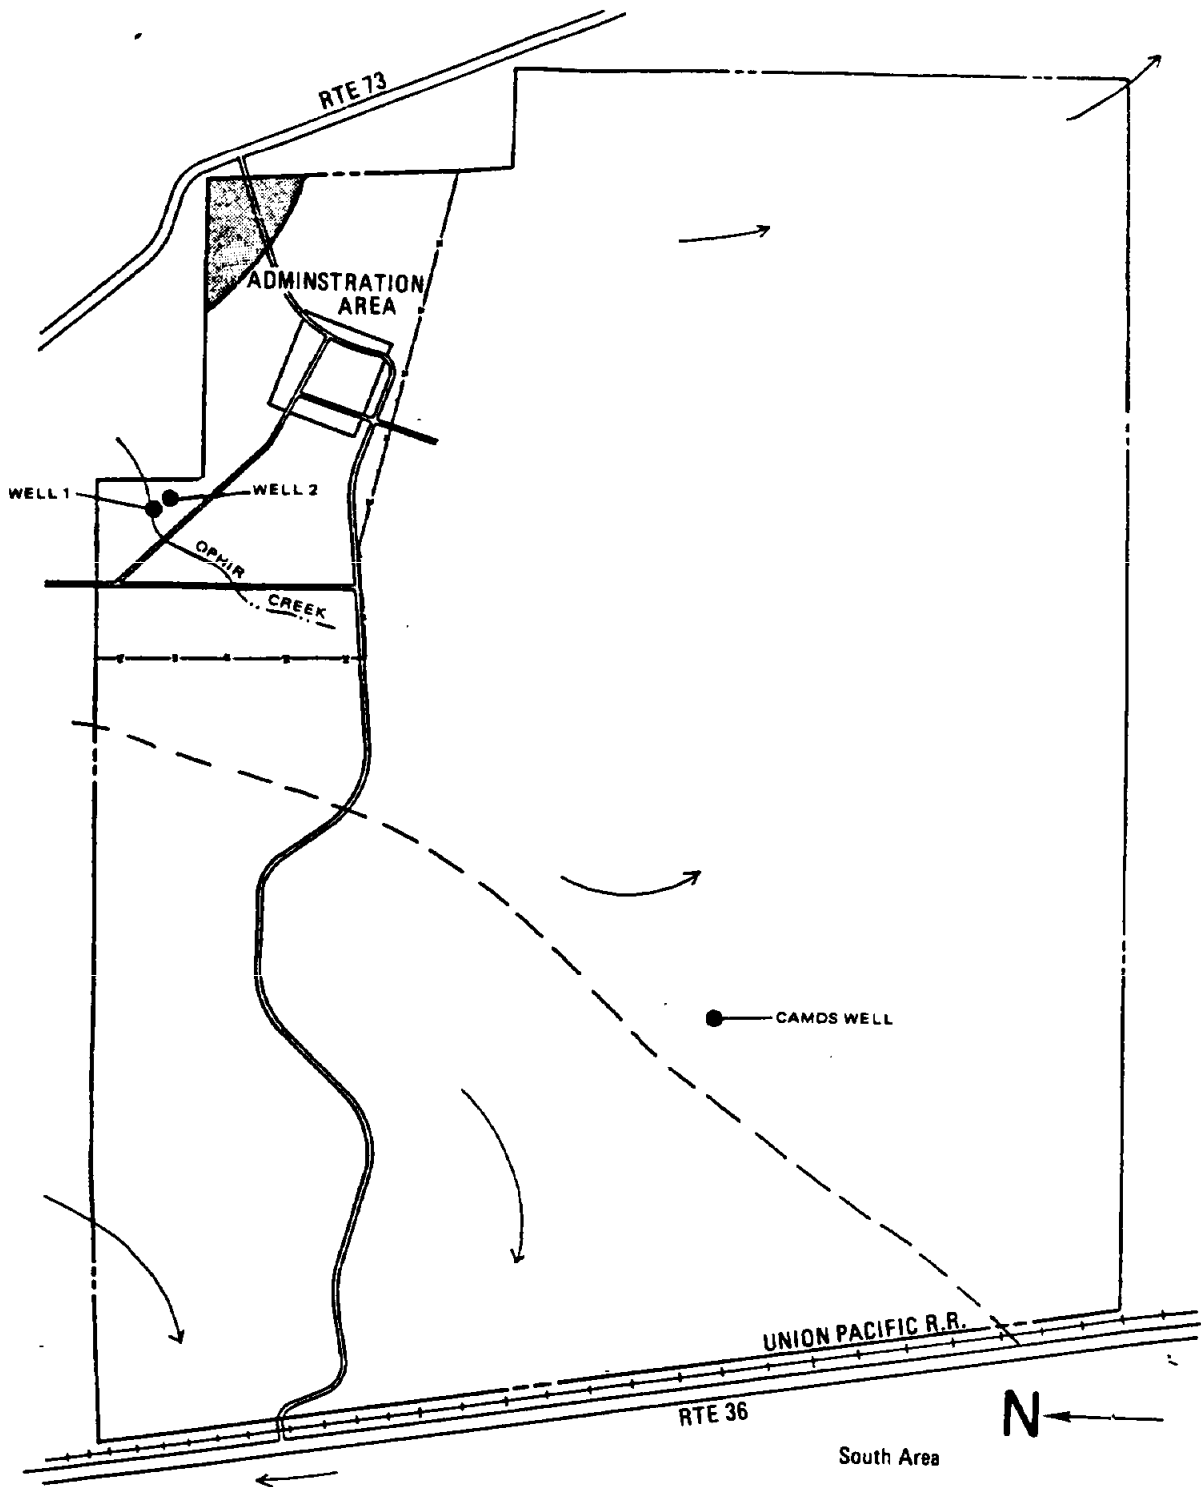 RTE 73
ADMINSTRATION
AREA
WELL 1
WELL 2
OPHIR
CREEK
CAMDS WELL
UNION PACIFIC R.R.
RTE 36
N
South Area